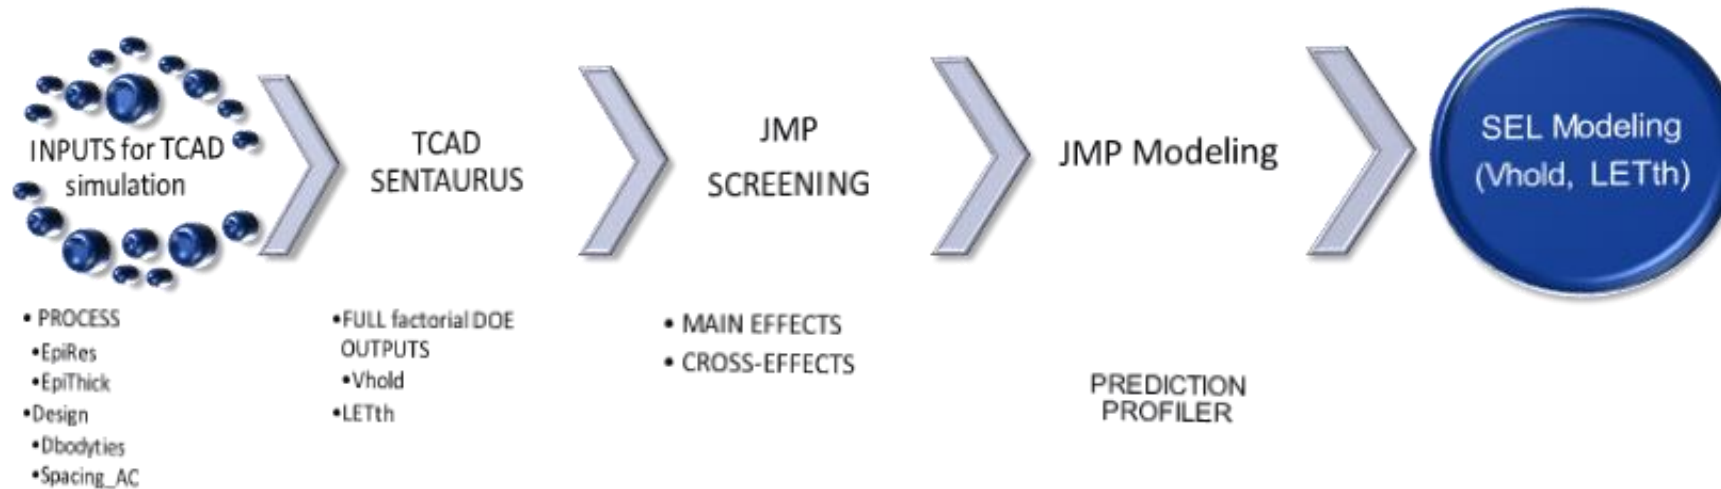 INPUTS for TCAD
simulation
• PROCESS
•EpiRes
•EpiThick
•Design
•Dbodyties
•Spacing_AC
TCAD
SENTAURUS
•FULL factorial DOE
OUTPUTS
•Vhold
•LETth
JMP
SCREENING
• MAIN EFFECTS
• CROSS-EFFECTS
JMP Modeling
PREDICTION
PROFILER
SEL Modeling
(Vhold, LETth)